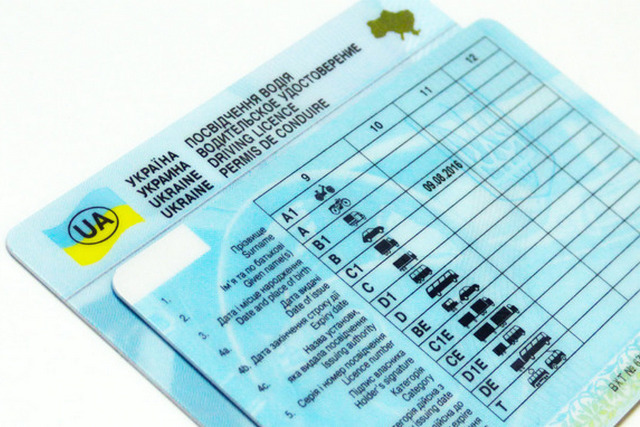 ПОСВІДЧЕННЯ ВОДІЯ
ВОДИТЕЛЬСКОЕ УДОСТОВЕРЕНИЕ
DRIVING LICENCE
PERMIS DE CONDUIRE
УКРАЇНА
УКРАИНА
UKRAINE
UKRAINE
UA
9 10 11 12
A1
A
B1
B 09.08.2016
C1
C
D1
D
BE
C1E
CE
D1E
DE
T
1. Прізвище
Surname
2. Ім'я та по батькові
Given name(s)
3. Дата і місце народження
Date and place of birth
4a. Дата видачі
Date of issue
4b. Дата закінчення строку дії
Expiry date
4c. Назва установи,
яка видала посвідчення
Issuing authority
5. Серія і номер посвідчення
Licence number
Підпис власника
Holder's signature
Категорія
Category
Категорія дійсна з
Issuing date